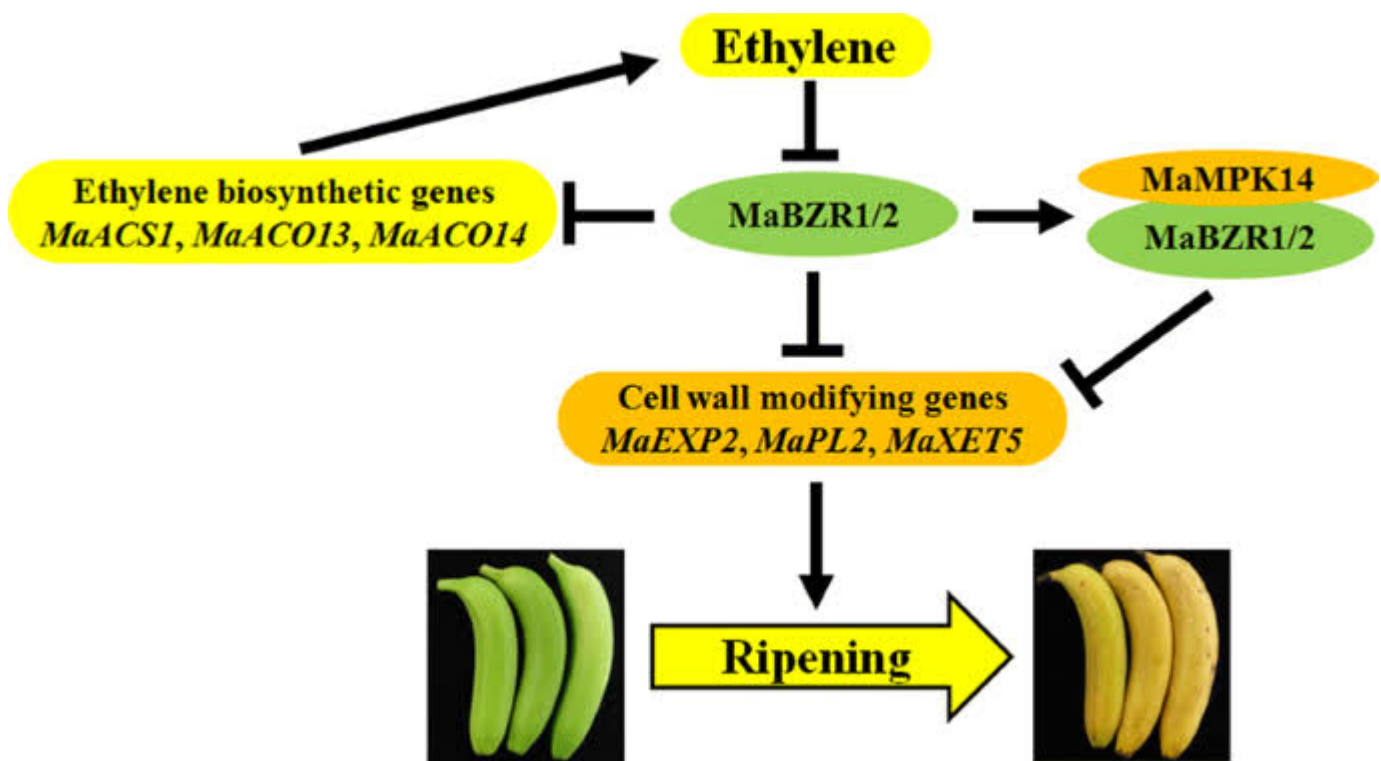 Ethylene
Ethylene biosynthetic genes
MaACS1, MaACO13, MaACO14
MaBZR1/2
MaMPK14
MaBZR1/2
Cell wall modifying genes
MaEXP2, MaPL2, MaXET5
Ripening